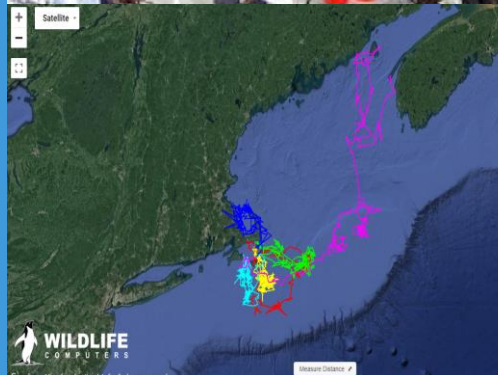 +
Satellite
−
WILDLIFE
COMPUTERS
Measure Distance